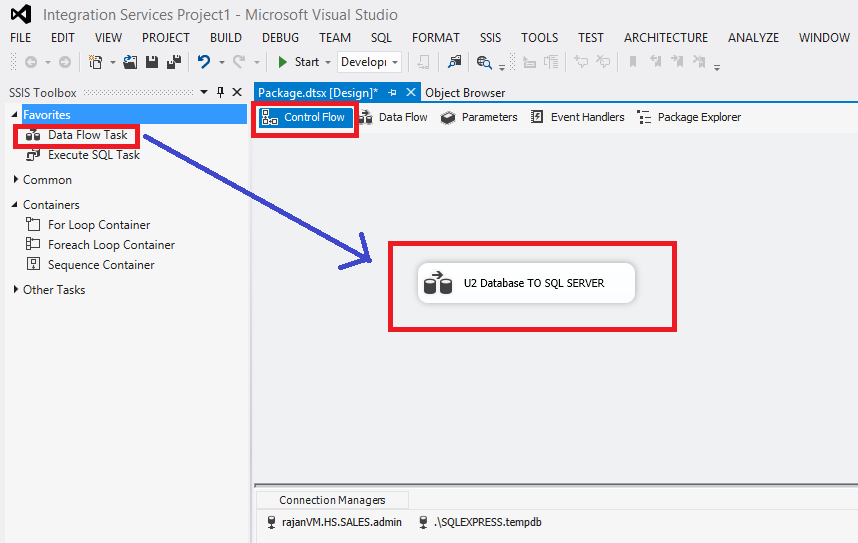 Integration Services Project1 - Microsoft Visual Studio
FILE EDIT VIEW PROJECT BUILD DEBUG TEAM SQL FORMAT SSIS TOOLS TEST ARCHITECTURE ANALYZE WINDOW
Start Develop
SSIS Toolbox
Package.dtsx [Design]* Object Browser
Favorites
Control Flow Data Flow Parameters Event Handlers Package Explorer
Data Flow Task
Execute SQL Task
Common
Containers
For Loop Container
Foreach Loop Container
Sequence Container
Other Tasks
U2 Database TO SQL SERVER
Connection Managers
rajanVM.HS.SALES.admin .\SQLEXPRESS.tempdb